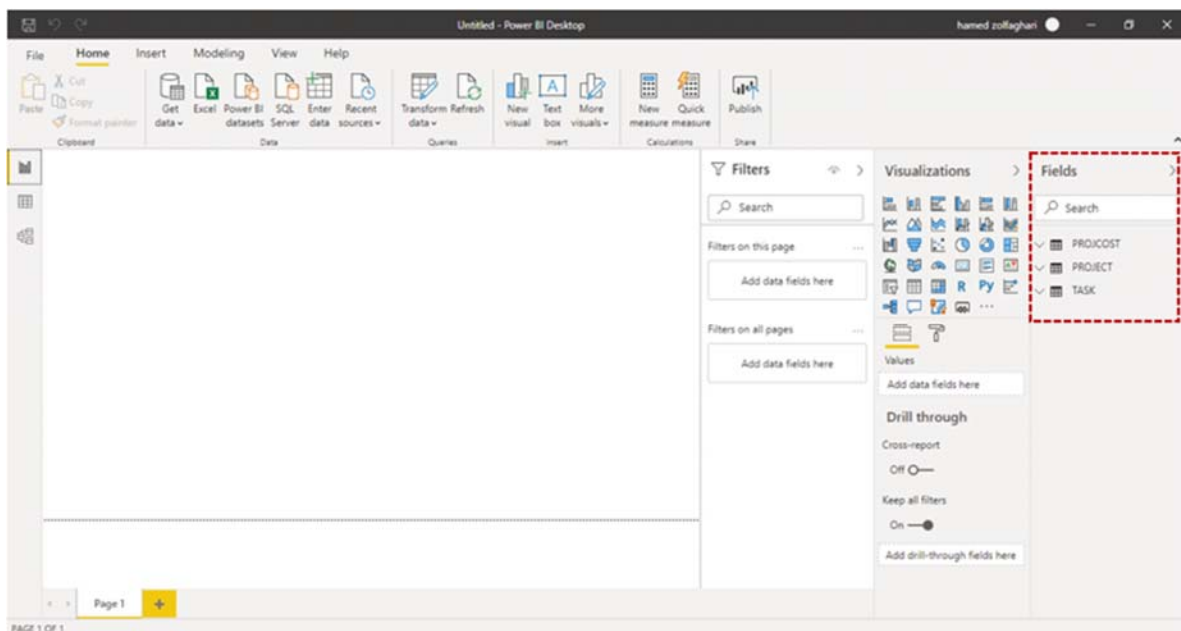 Untitled - Power BI Desktop
hamed zolfaghari
File Home Insert Modeling View Help
Paste
Cut
Copy
Format painter
Get data
Excel
Power BI datasets
SQL Server
Enter data
Recent sources
Transform data
Refresh
New visual
Text box
More visuals
New measure
Quick measure
Publish
Clipboard
Data
Queries
Insert
Calculations
Share
Filters
Search
Filters on this page
...
Add data fields here
Filters on all pages
...
Add data fields here
Visualizations
R Py
...
Values
Add data fields here
Drill through
Cross-report
Off
Keep all filters
On
Add drill-through fields here
Fields
Search
PROJCOST
PROJECT
TASK
Page 1
+
PAGE 1 OF 1